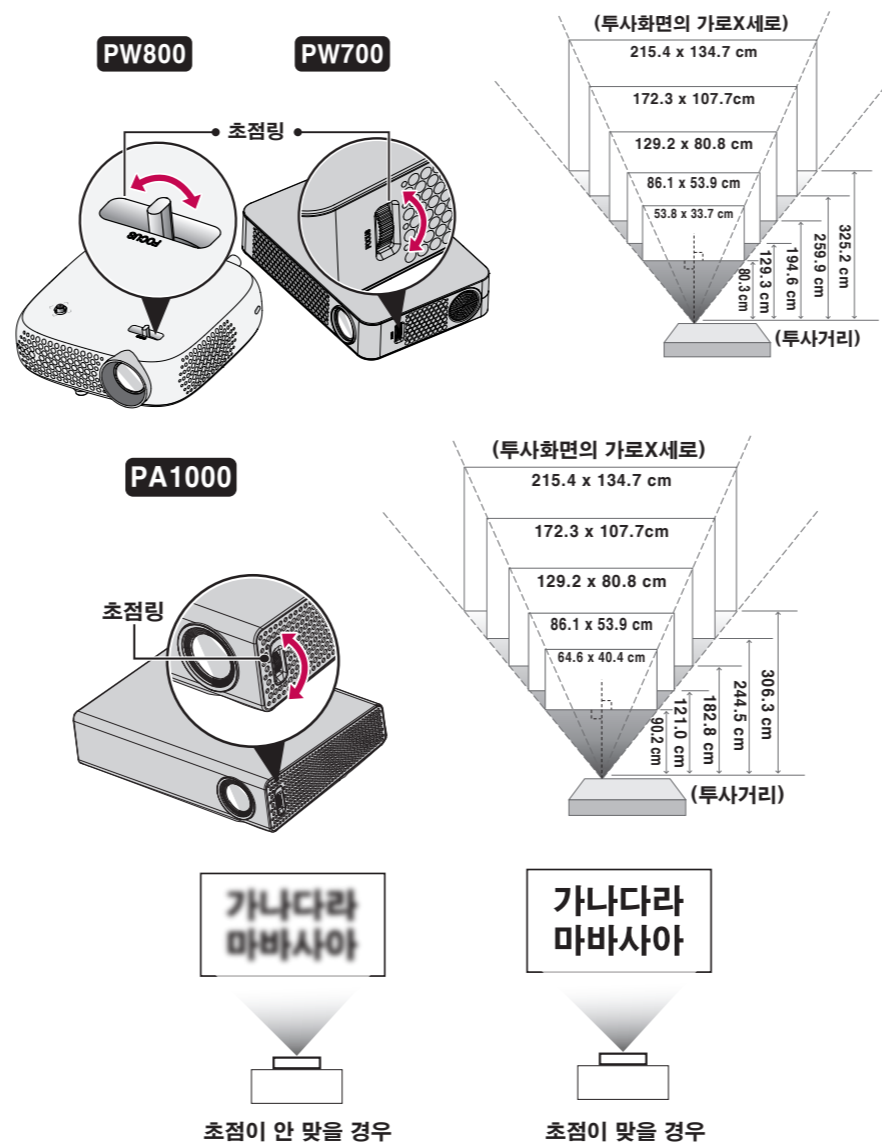 PW800
PW700
초점링
FOCUS
FOCUS
(투사화면의 가로X세로)
215.4 x 134.7 cm
172.3 x 107.7cm
129.2 x 80.8 cm
86.1 x 53.9 cm
53.8 x 33.7 cm
80.3 cm
129.3 cm
194.6 cm
259.9 cm
325.2 cm
(투사거리)
PA1000
초점링
(투사화면의 가로X세로)
215.4 x 134.7 cm
172.3 x 107.7cm
129.2 x 80.8 cm
86.1 x 53.9 cm
64.6 x 40.4 cm
90.2 cm
121.0 cm
182.8 cm
244.5 cm
306.3 cm
(투사거리)
가나다라
마바사아
가나다라
마바사아
초점이 안 맞을 경우
초점이 맞을 경우